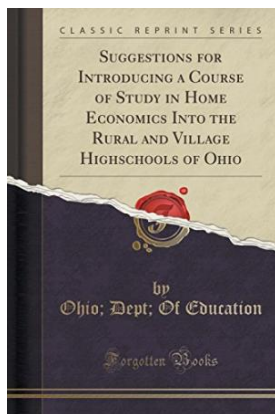 CLASSIC REPRINT SERIES
Suggestions for
Introducing a Course
of Study in Home
Economics Into the
Rural and Village
Highschools of Ohio
by
Ohio; Dept; Of Education
Forgotten Books